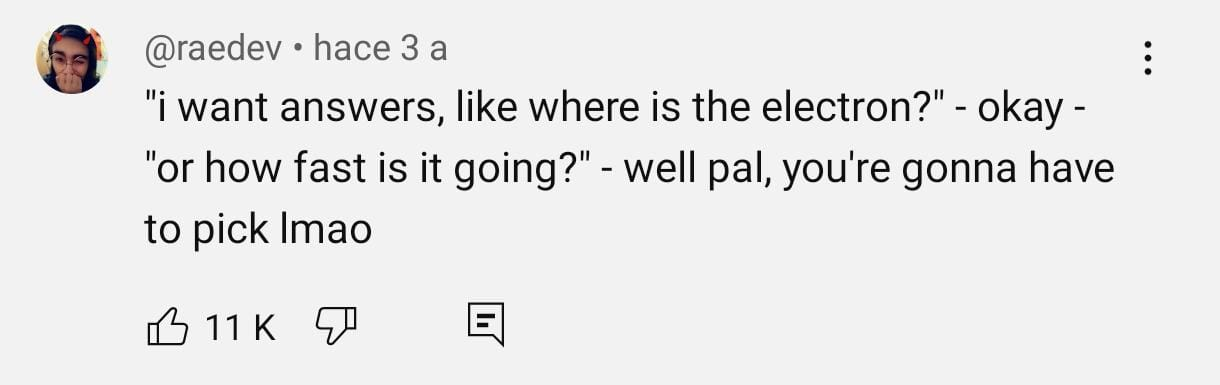 @raedev • hace 3 a
"i want answers, like where is the electron?" - okay -
"or how fast is it going?" - well pal, you're gonna have
to pick lmao
11 K